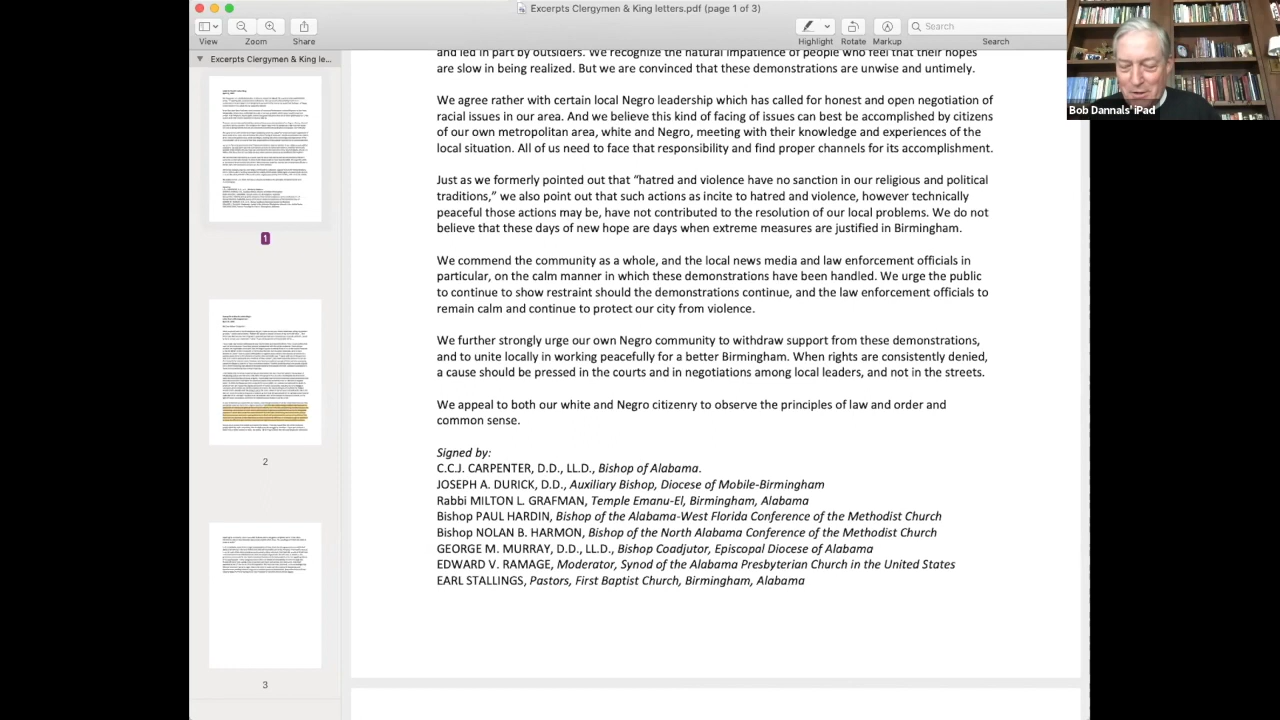 Excerpts Clergymen & King letters.pdf (page 1 of 3)
View
Zoom
Share
Highlight
Rotate
Markup
Search
Search
Excerpts Clergymen & King le...
1
2
3
and led in part by outsiders. We recognize the natural impatience of people who feel that their hopes
are slow in being realized. But we are convinced that these demonstrations are unwise and untimely.
We agree rather with certain local Negro leadership which has called for honest and open negotiation of
racial issues in our area. And we believe this kind of facing of issues can best be accomplished by citizens
of our own metropolitan area, white and Negro, meeting with their knowledge and experiences of the
local situation. All of us need to face that responsibility and find proper channels for its accomplishment.
Just as we formerly point out that “hatred and violence have no sanction in our religious and political
traditions,” we also point out that such actions as incite to hatred and violence, however technically
peaceful those actions may be, have not contributed to the resolution of our local problems. We do not
believe that these days of new hope are days when extreme measures are justified in Birmingham.
We commend the community as a whole, and the local news media and law enforcement officials in
particular, on the calm manner in which these demonstrations have been handled. We urge the public
to continue to show restraint should the demonstrations continue, and the law enforcement officials to
remain calm and continue to protect our city from violence.
We further strongly urge our own Negro community to withdraw support from these demonstrations,
and to unite locally in working peacefully for a better Birmingham. When rights are consistently denied,
a cause should be pressed in the courts and in negotiations among local leaders, and not in the streets.
We appeal to both our white and Negro citizenry to observe the principles of law and order and
common sense.
Signed by:
C.C.J. CARPENTER, D.D., LL.D., Bishop of Alabama.
JOSEPH A. DURICK, D.D., Auxiliary Bishop, Diocese of Mobile-Birmingham
Rabbi MILTON L. GRAFMAN, Temple Emanu-El, Birmingham, Alabama
Bishop PAUL HARDIN, Bishop of the Alabama-West Florida Conference of the Methodist Church
Bishop NOLAN B. HARMON, Bishop of the North Alabama Conference of the Methodist Church
GEORGE M. MURRAY, D.D., LL.D., Bishop Coadjutor, Episcopal Diocese of Alabama
EDWARD V. RAMAGE, Moderator, Synod of the Alabama Presbyterian Church in the United States
EARL STALLINGS, Pastors, First Baptist Church, Birmingham, Alabama
Bob Dannals' iPad